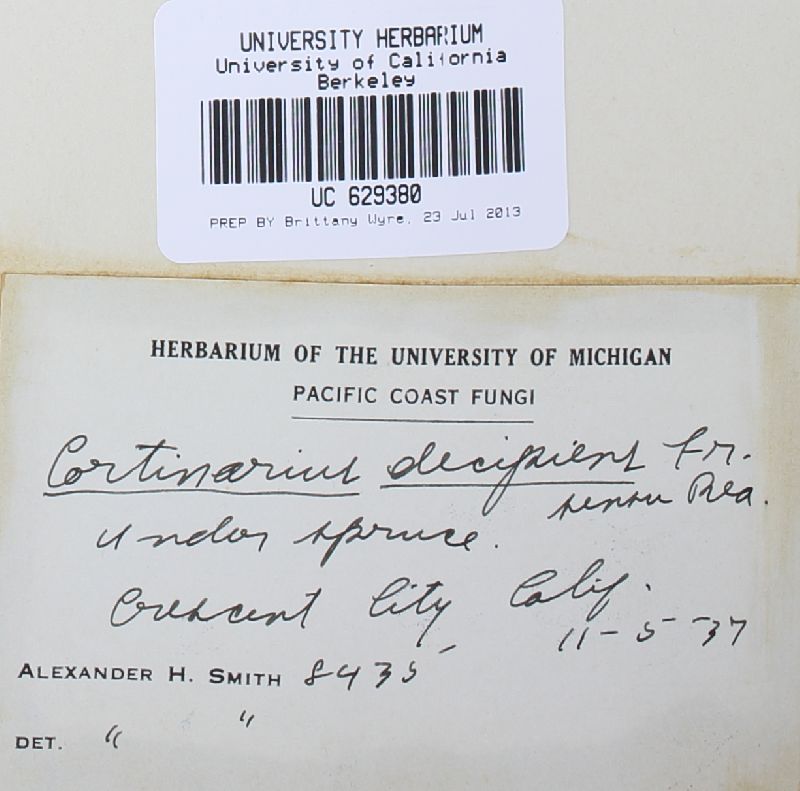 UNIVERSITY HERBARIUM
University of California
Berkeley
UC 629380
PREP BY Brittany Wyre, 23 Jul 2013
HERBARIUM OF THE UNIVERSITY OF MICHIGAN
PACIFIC COAST FUNGI
Cortinarius decipiens Fr.
sensu Rea.
under spruce.
Crescent City Calif.
11-5-37
ALEXANDER H. SMITH 8435
DET. " "